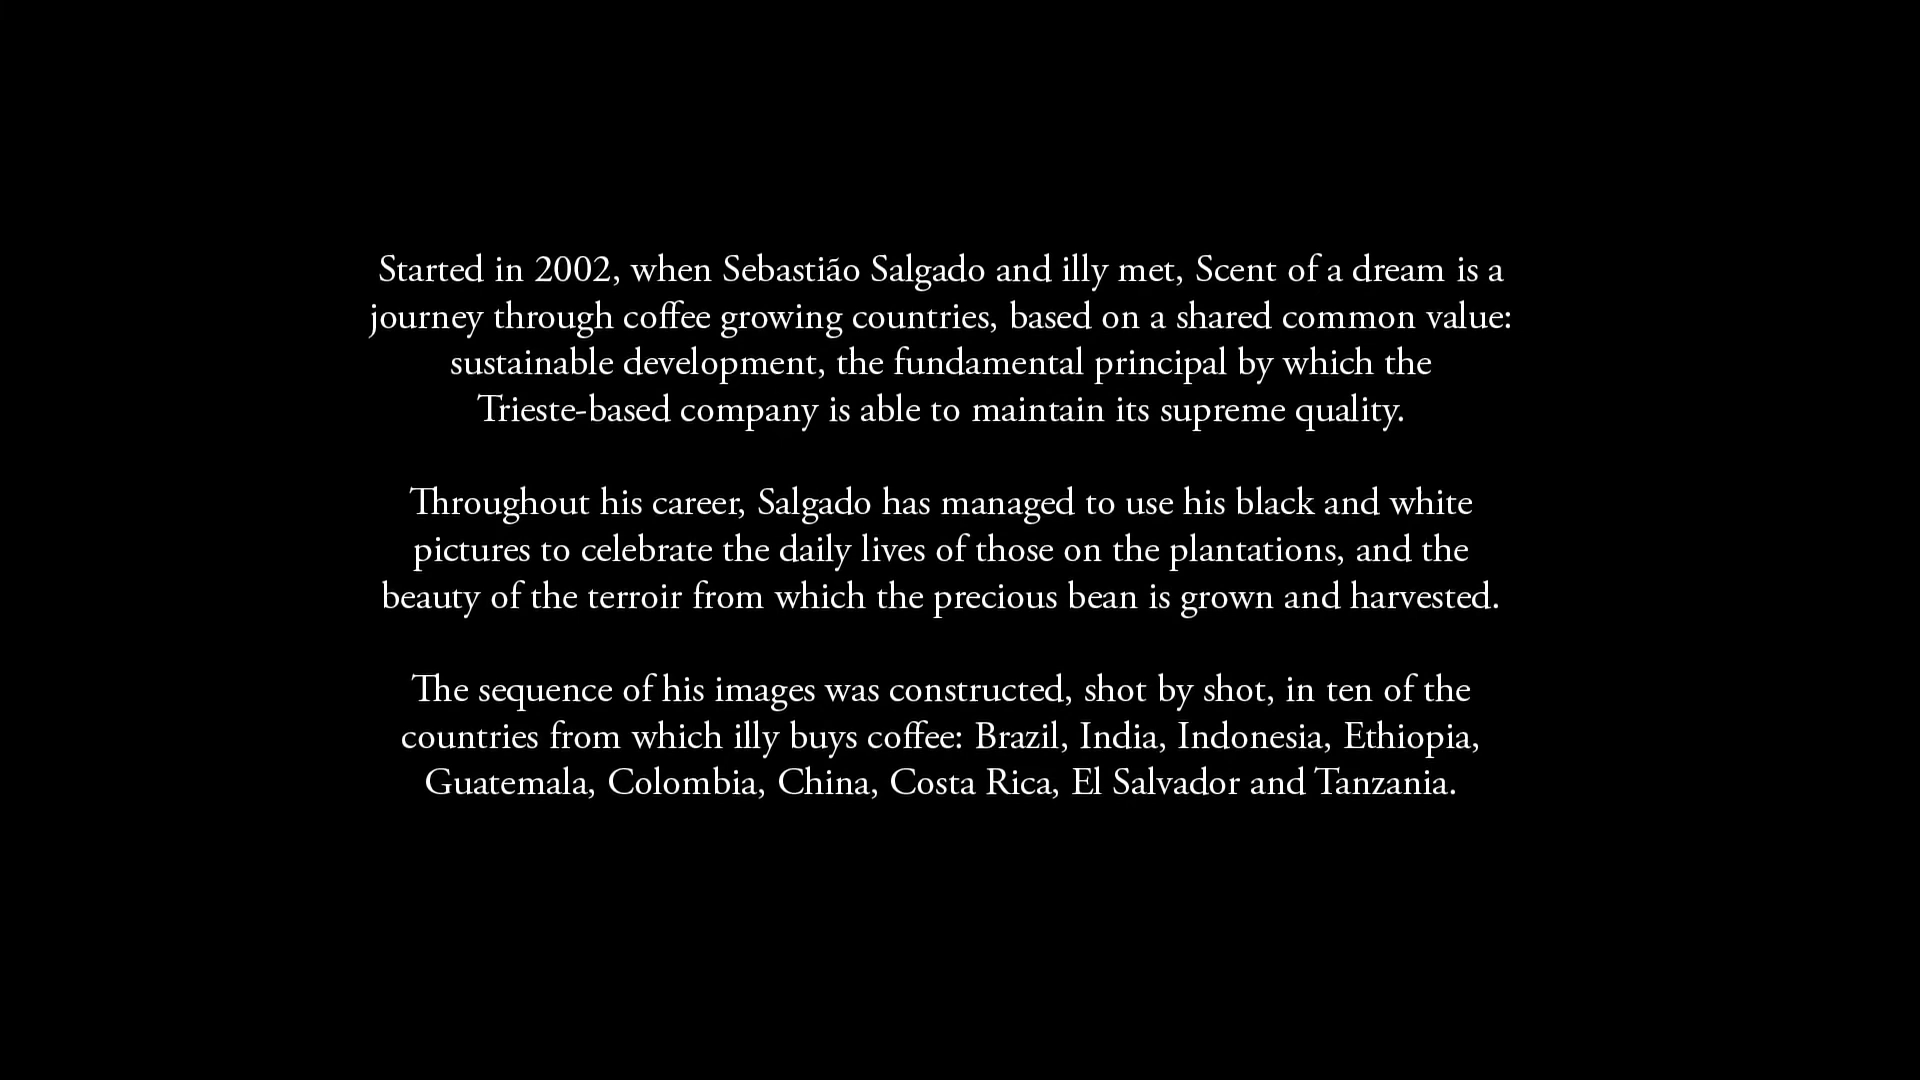 Started in 2002, when Sebastião Salgado and illy met, Scent of a dream is a
journey through coffee growing countries, based on a shared common value:
sustainable development, the fundamental principal by which the
Trieste-based company is able to maintain its supreme quality.
Throughout his career, Salgado has managed to use his black and white
pictures to celebrate the daily lives of those on the plantations, and the
beauty of the terroir from which the precious bean is grown and harvested.
The sequence of his images was constructed, shot by shot, in ten of the
countries from which illy buys coffee: Brazil, India, Indonesia, Ethiopia,
Guatemala, Colombia, China, Costa Rica, El Salvador and Tanzania.